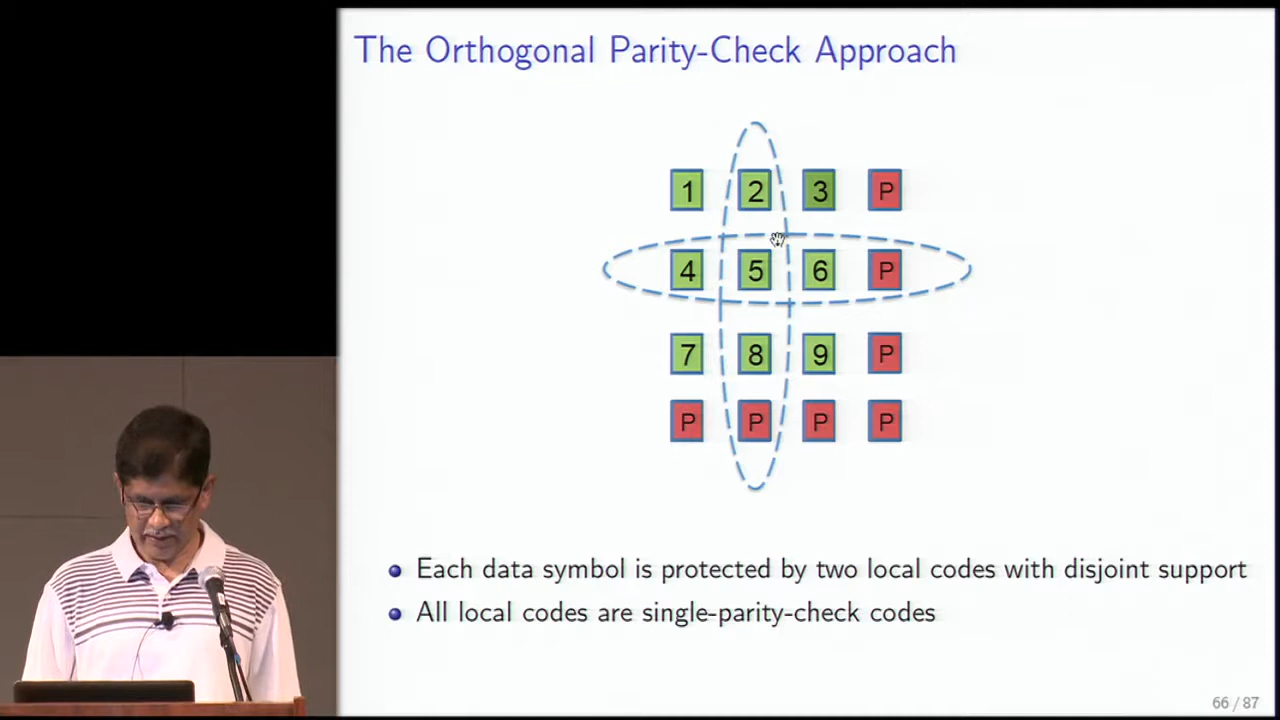 The Orthogonal Parity-Check Approach
1 2 3 P
4 5 6 P
7 8 9 P
P P P P
Each data symbol is protected by two local codes with disjoint support
All local codes are single-parity-check codes
66 / 87